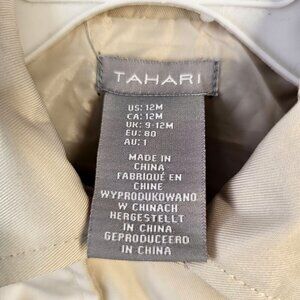 TAHARI
US: 12M
CA: 12M
UK: 9-12M
EU: 80
AU: 1
MADE IN
CHINA
FABRIQUÉ EN
CHINE
WYPRODUKOWANO
W CHINACH
HERGESTELLT
IN CHINA
GEPRODUCEERD
IN CHINA